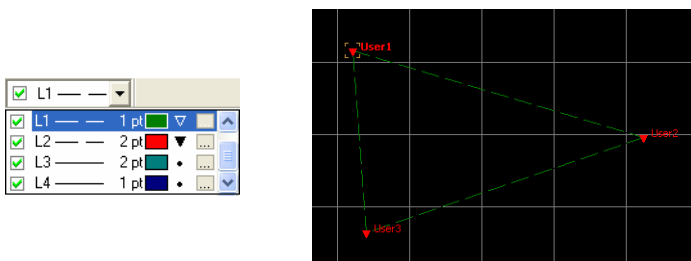 L1
L1 1 pt ...
L2 2 pt ...
L3 2 pt ...
L4 1 pt ...
User1
User2
User3